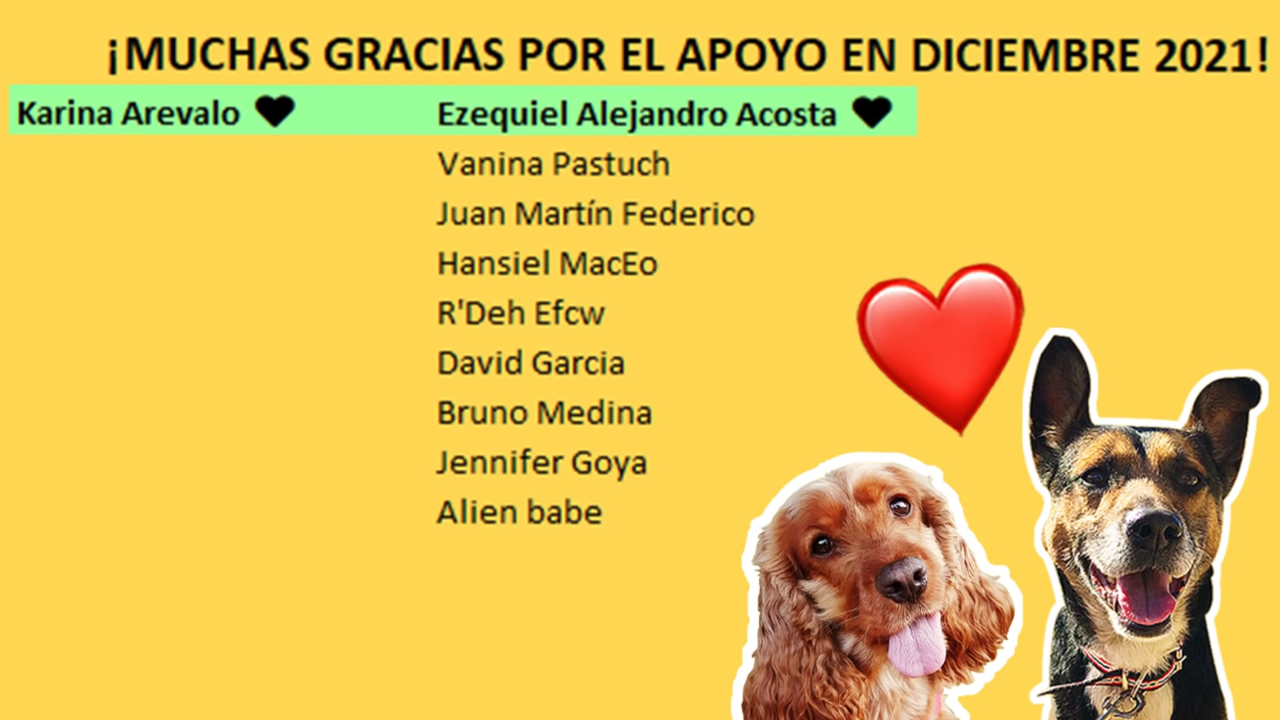 ¡MUCHAS GRACIAS POR EL APOYO EN DICIEMBRE 2021!
Karina Arevalo ♥ Ezequiel Alejandro Acosta ♥
Vanina Pastuch
Juan Martín Federico
Hansiel MacEo
R'Deh Efcw
David Garcia
Bruno Medina
Jennifer Goya
Alien babe